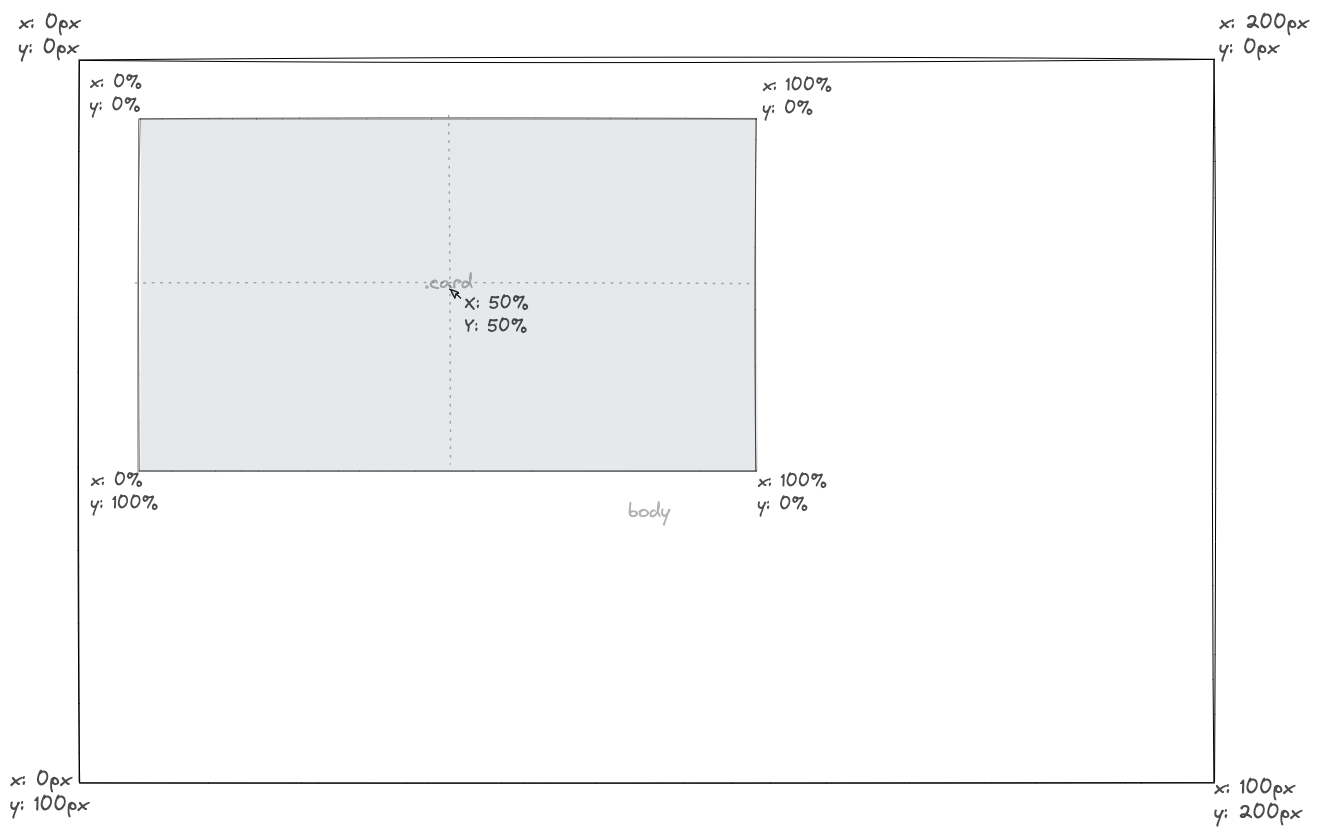 x: 0px
y: 0px
x: 200px
y: 0px
x: 0%
y: 0%
x: 100%
y: 0%
.card
X: 50%
Y: 50%
x: 0%
y: 100%
x: 100%
y: 0%
body
x: 0px
y: 100px
x: 100px
y: 200px